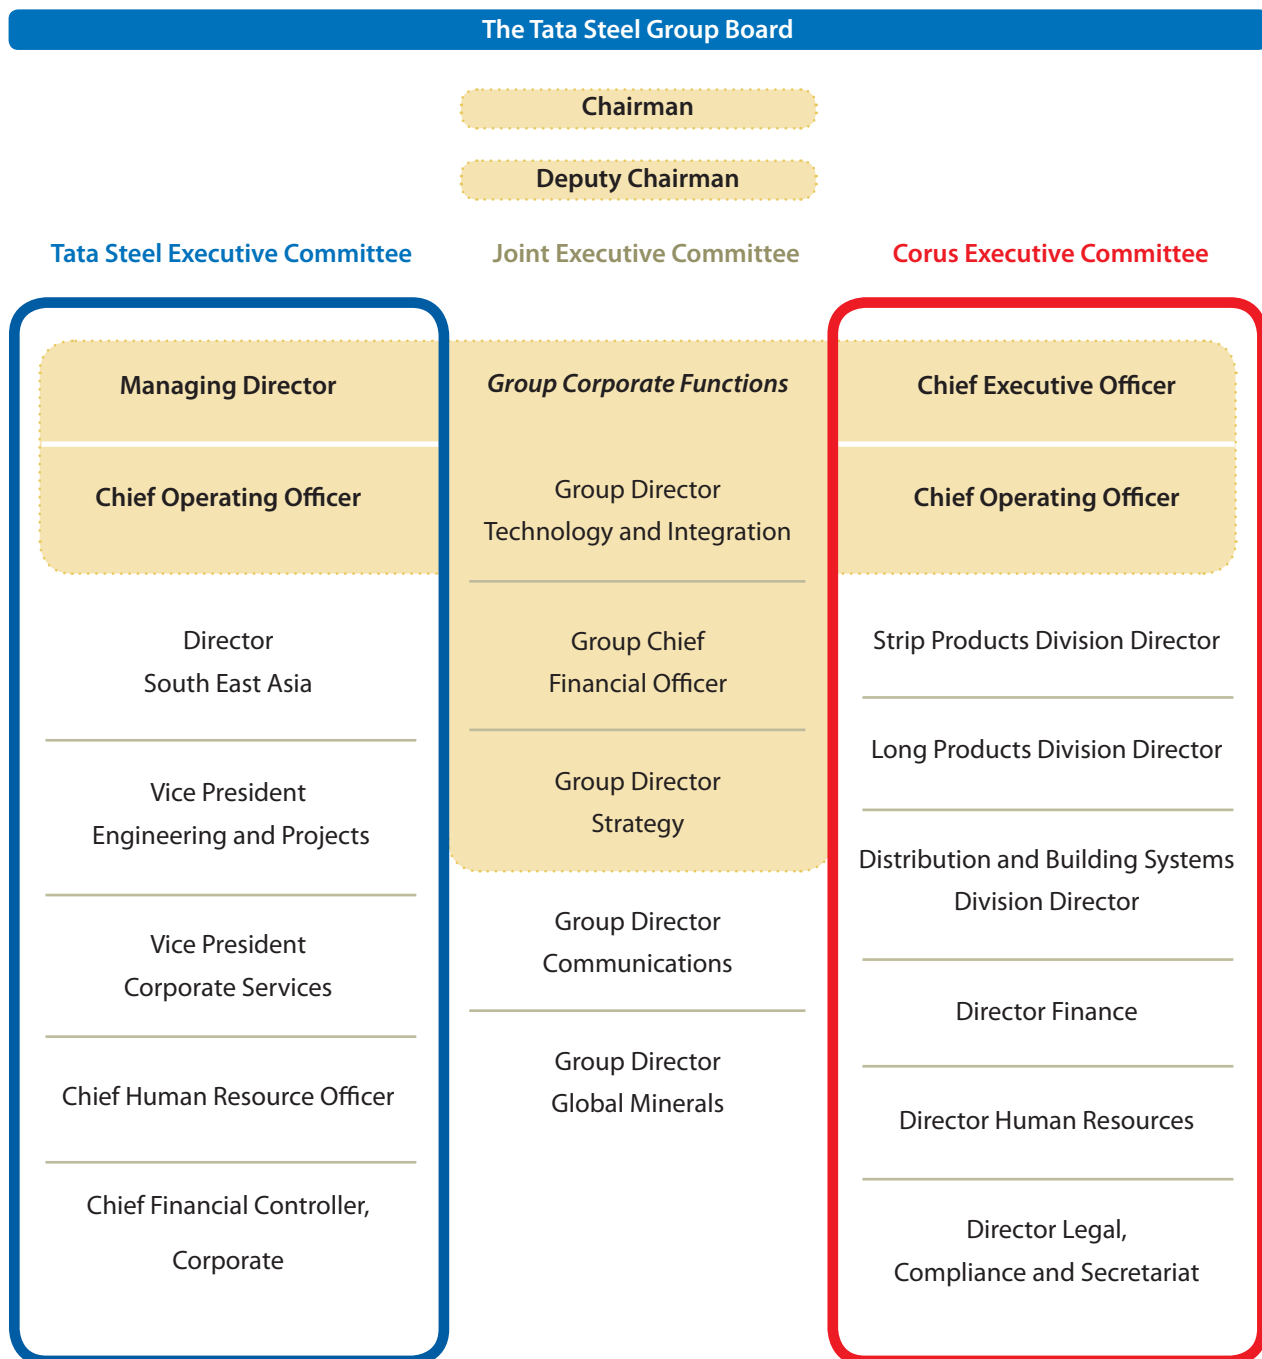 The Tata Steel Group Board
Chairman
Deputy Chairman
Tata Steel Executive Committee
Joint Executive Committee
Corus Executive Committee
Managing Director
Chief Operating Officer
Director
South East Asia
Vice President
Engineering and Projects
Vice President
Corporate Services
Chief Human Resource Officer
Chief Financial Controller,
Corporate
Group Corporate Functions
Group Director
Technology and Integration
Group Chief
Financial Officer
Group Director
Strategy
Group Director
Communications
Group Director
Global Minerals
Chief Executive Officer
Chief Operating Officer
Strip Products Division Director
Long Products Division Director
Distribution and Building Systems
Division Director
Director Finance
Director Human Resources
Director Legal,
Compliance and Secretariat